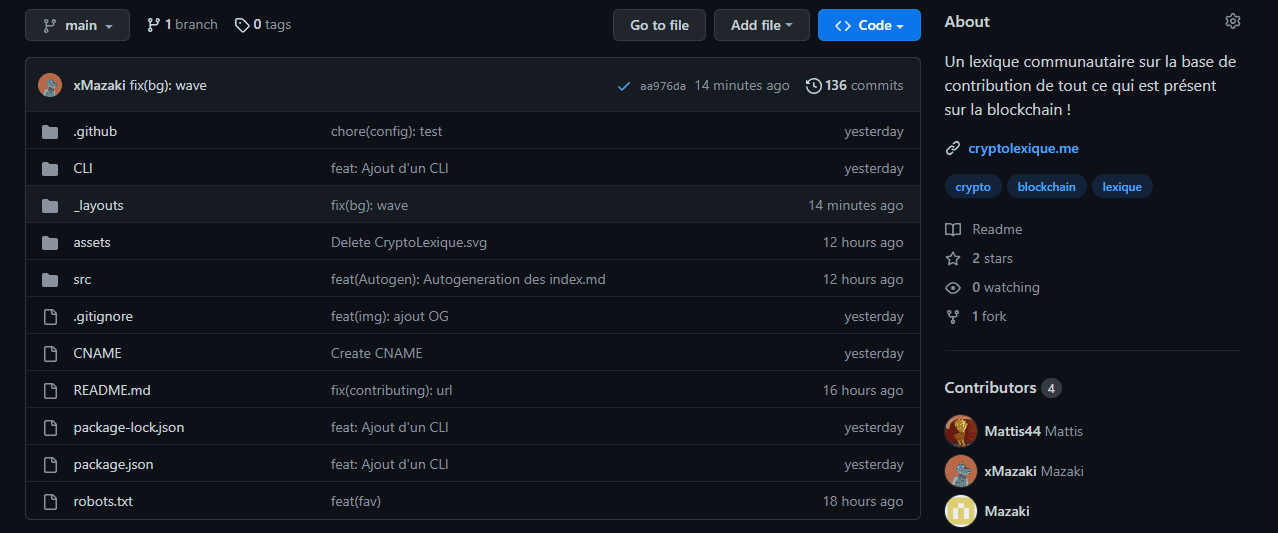 main 1 branch 0 tags Go to file Add file Code
xMazaki fix(bg): wave aa976da 14 minutes ago 136 commits
.github chore(config): test yesterday
CLI feat: Ajout d'un CLI yesterday
_layouts fix(bg): wave 14 minutes ago
assets Delete CryptoLexique.svg 12 hours ago
src feat(Autogen): Autogeneration des index.md 12 hours ago
.gitignore feat(img): ajout OG yesterday
CNAME Create CNAME yesterday
README.md fix(contributing): url 16 hours ago
package-lock.json feat: Ajout d'un CLI yesterday
package.json feat: Ajout d'un CLI yesterday
robots.txt feat(fav) 18 hours ago
About
Un lexique communautaire sur la base de
contribution de tout ce qui est présent
sur la blockchain !
cryptolexique.me
crypto blockchain lexique
Readme
2 stars
0 watching
1 fork
Contributors 4
Mattis44 Mattis
xMazaki Mazaki
Mazaki